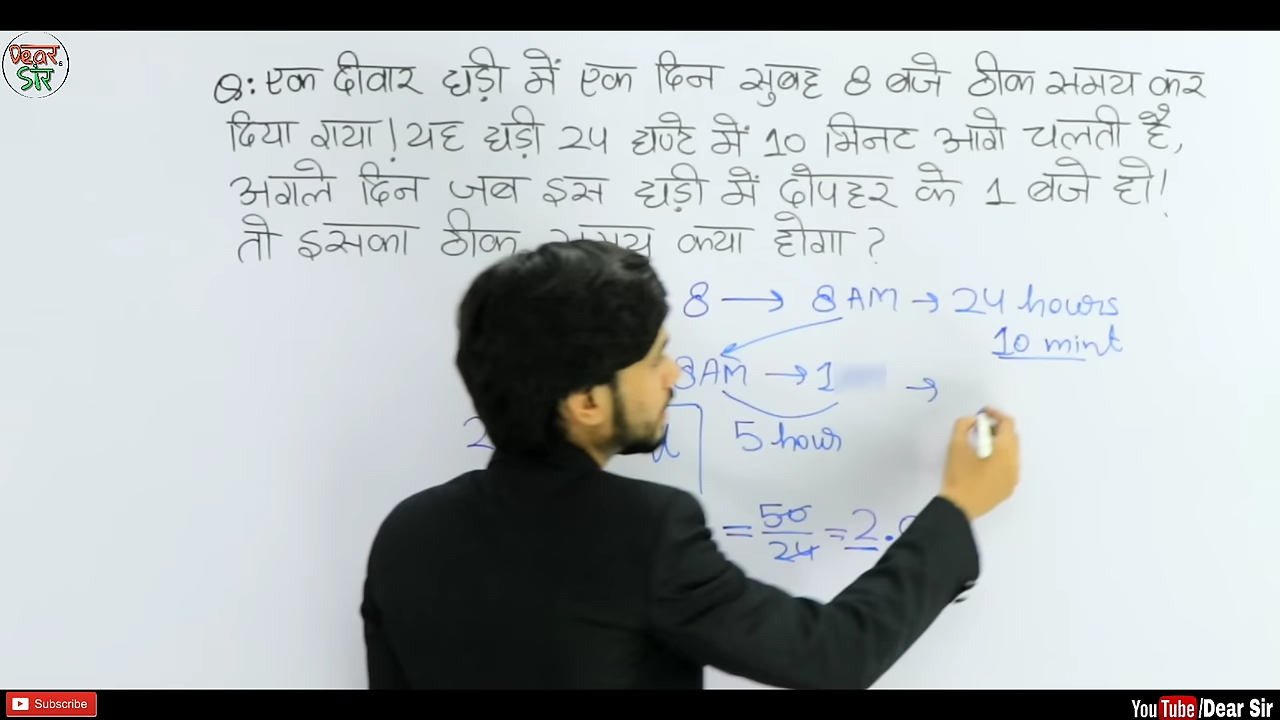 Dear Sir
Q: एक दीवार घड़ी में एक दिन सुबह 8 बजे ठीक समय कर
दिया गया! यह घड़ी 24 घण्टे में 10 मिनट आगे चलती है,
अगले दिन जब इस घड़ी में दोपहर के 1 बजे हो!
तो इसका ठीक समय क्या होगा?
8 → 8 AM → 24 hours
10 mint
8AM → 1 →
2 5 hour
= 50/24 = 2.
Subscribe
YouTube/Dear Sir